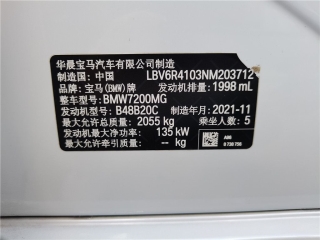 华晨宝马汽车有限公司制造
制造国：中国 LBV6R4103NM203712
品牌：宝马(BMW)牌 发动机排量：1998 mL
整车型号：BMW7200MG
发动机型号：B48B20C 制造年月：2021-11
最大允许总质量：2055 kg 乘坐人数：5
发动机最大净功率：135 kW
最大允许牵引质量：-- kg